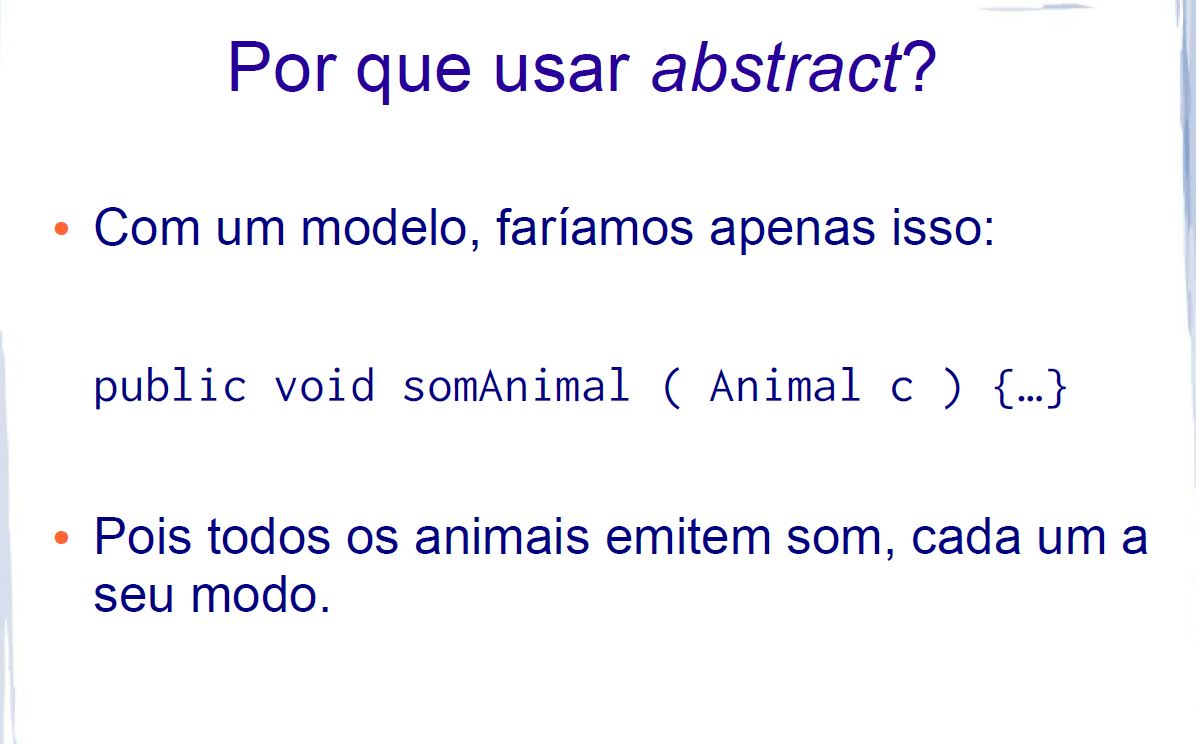 Por que usar abstract?
• Com um modelo, faríamos apenas isso:
public void somAnimal ( Animal c ) {…}
• Pois todos os animais emitem som, cada um a
seu modo.